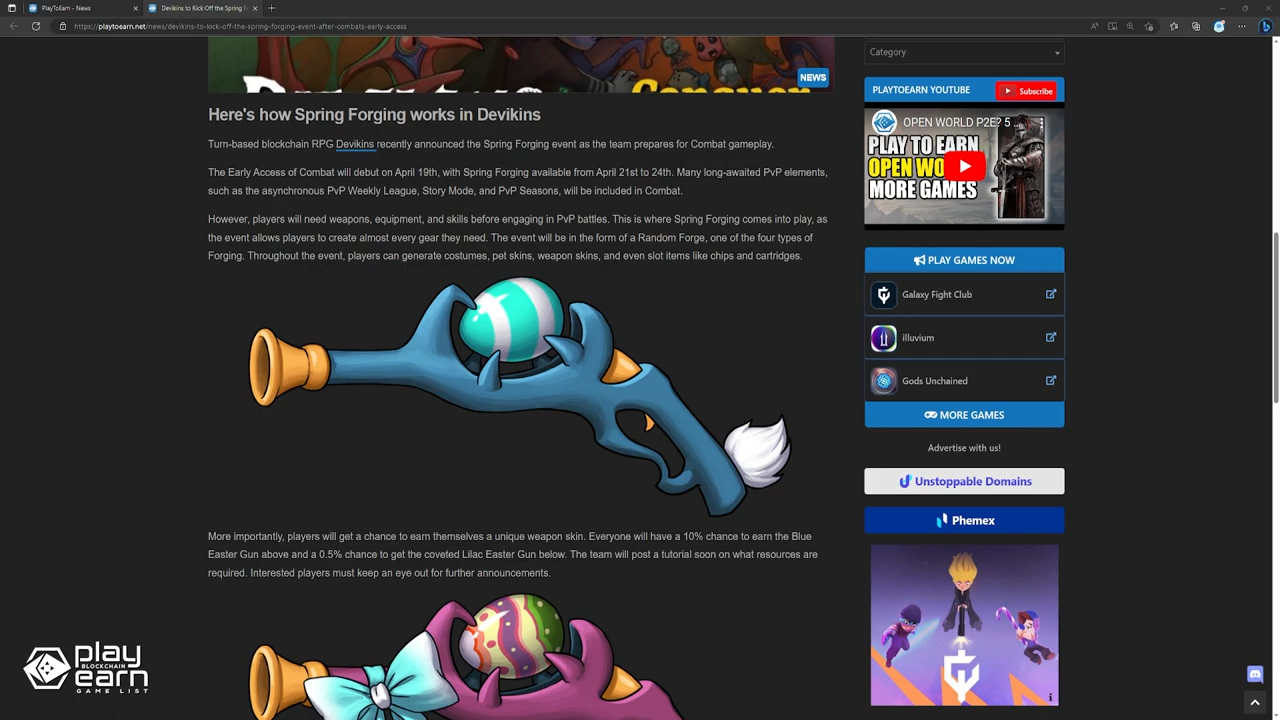 PlayToEarn - News
Devikins to Kick Off the Spring F
https://playtoearn.net/news/devikins-to-kick-off-the-spring-forging-event-after-combats-early-access
NEWS
Here's how Spring Forging works in Devikins
Turn-based blockchain RPG Devikins recently announced the Spring Forging event as the team prepares for Combat gameplay.
The Early Access of Combat will debut on April 19th, with Spring Forging available from April 21st to 24th. Many long-awaited PvP elements,
such as the asynchronous PvP Weekly League, Story Mode, and PvP Seasons, will be included in Combat.
However, players will need weapons, equipment, and skills before engaging in PvP battles. This is where Spring Forging comes into play, as
the event allows players to create almost every gear they need. The event will be in the form of a Random Forge, one of the four types of
Forging. Throughout the event, players can generate costumes, pet skins, weapon skins, and even slot items like chips and cartridges.
More importantly, players will get a chance to earn themselves a unique weapon skin. Everyone will have a 10% chance to earn the Blue
Easter Gun above and a 0.5% chance to get the coveted Lilac Easter Gun below. The team will post a tutorial soon on what resources are
required. Interested players must keep an eye out for further announcements.
Category
PLAYTOEARN YOUTUBE
Subscribe
OPEN WORLD P2E? 5 ...
PLAY TO EARN
OPEN WO
MORE GAMES
PLAY GAMES NOW
Galaxy Fight Club
illuvium
Gods Unchained
MORE GAMES
Advertise with us!
Unstoppable Domains
Phemex
play
BLOCKCHAIN
earn
GAME LIST